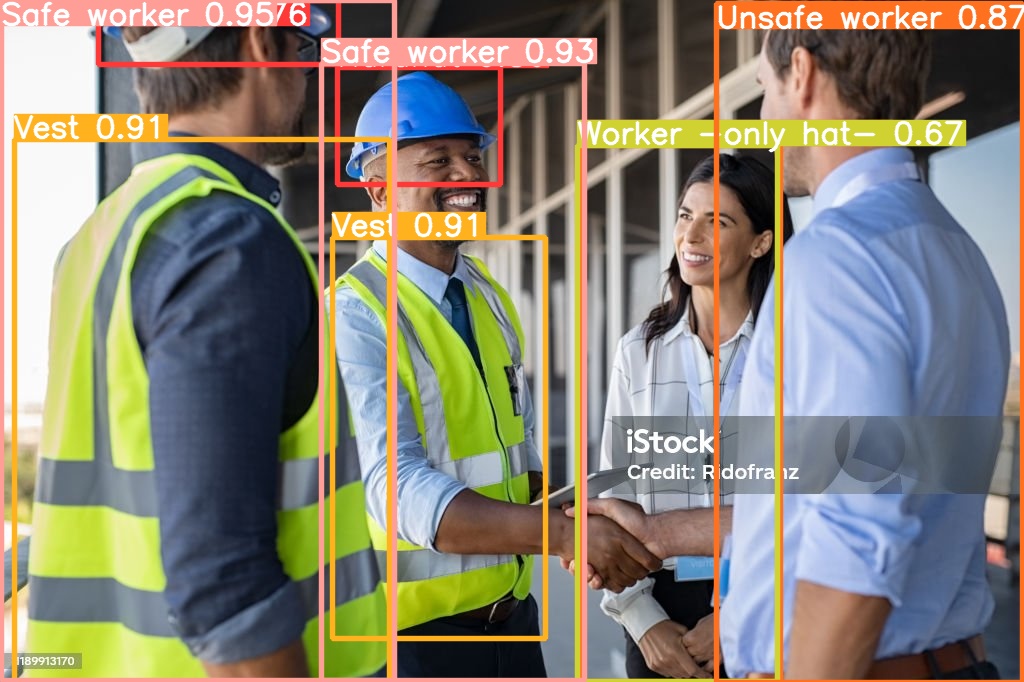 Safe worker 0.9576
Unsafe worker 0.87
Safe worker 0.93
Vest 0.91
Worker -only hat- 0.67
Vest 0.91
iStock
Credit: Ridofranz
189913170